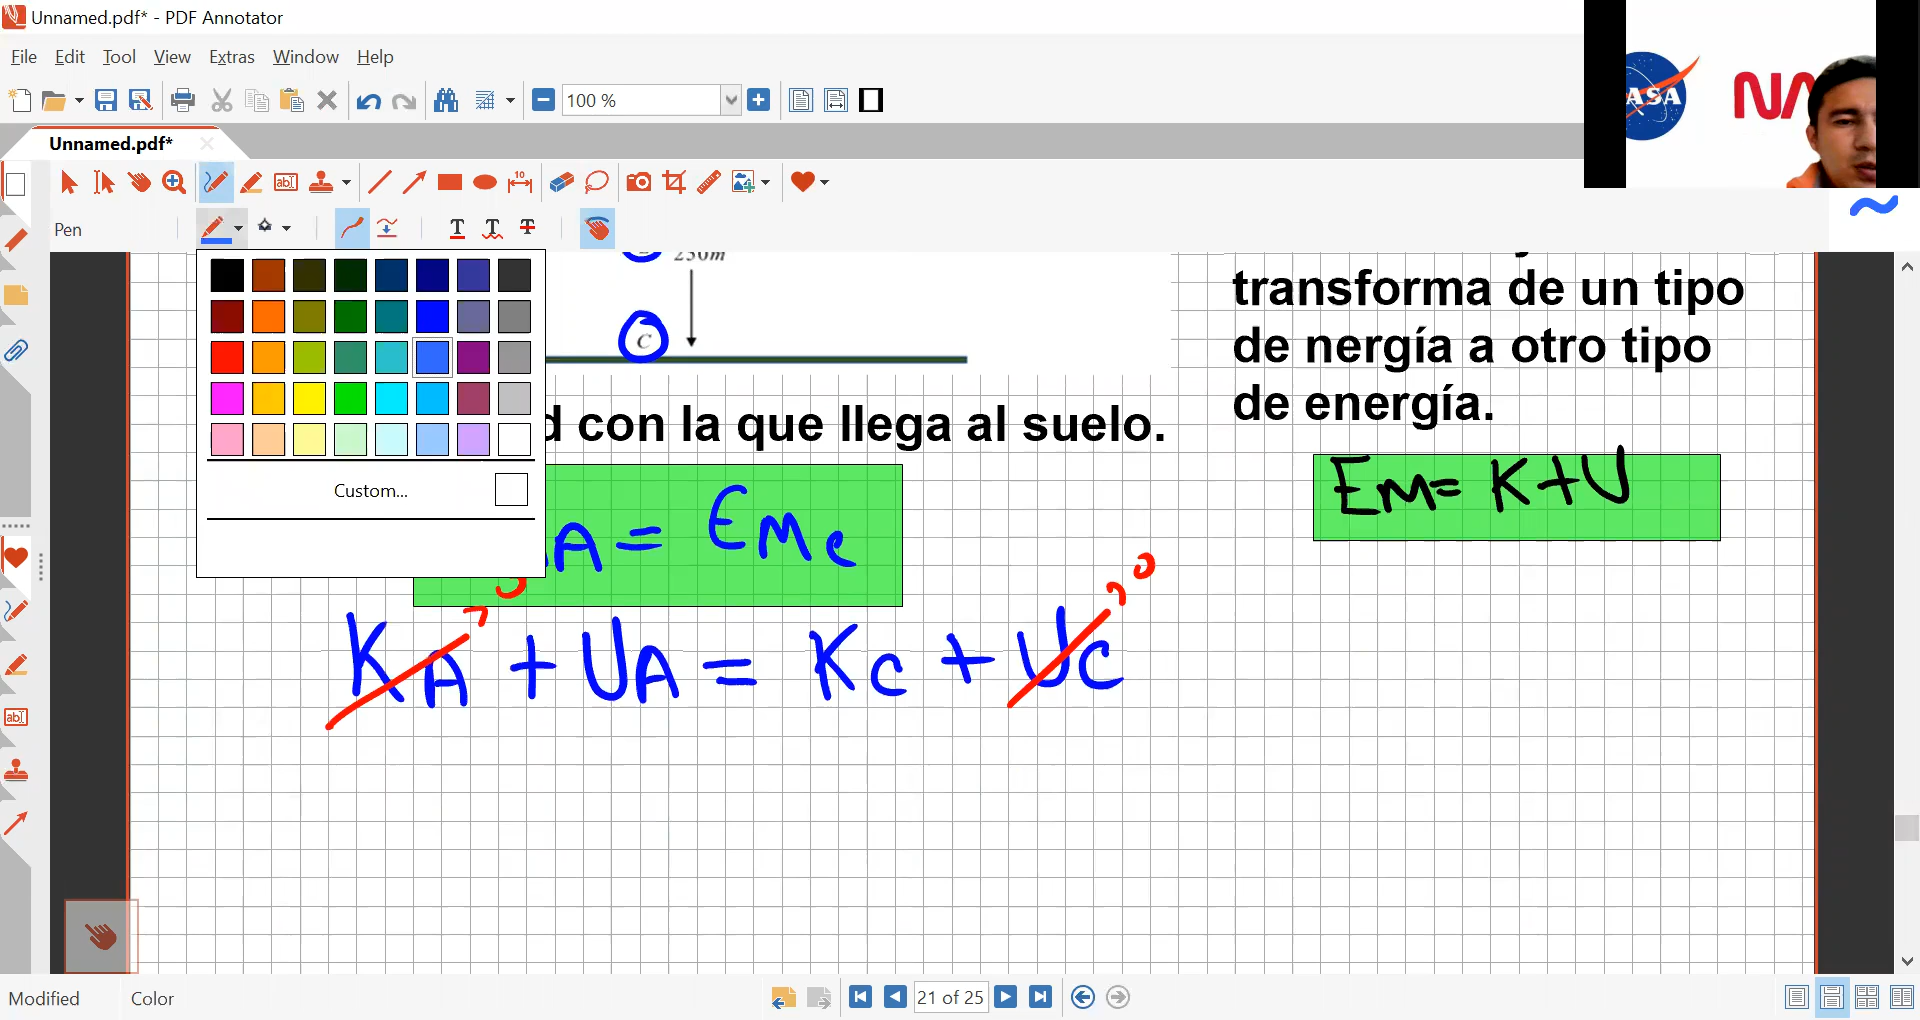 Unnamed.pdf* - PDF Annotator
File Edit Tool View Extras Window Help
100 %
Unnamed.pdf*
Pen
Custom...
250m
C
d con la que llega al suelo.
A = EMc
KA + UA = Kc + Uc
0
transforma de un tipo
de nergía a otro tipo
de energía.
EM= K+U
Modified Color
21 of 25